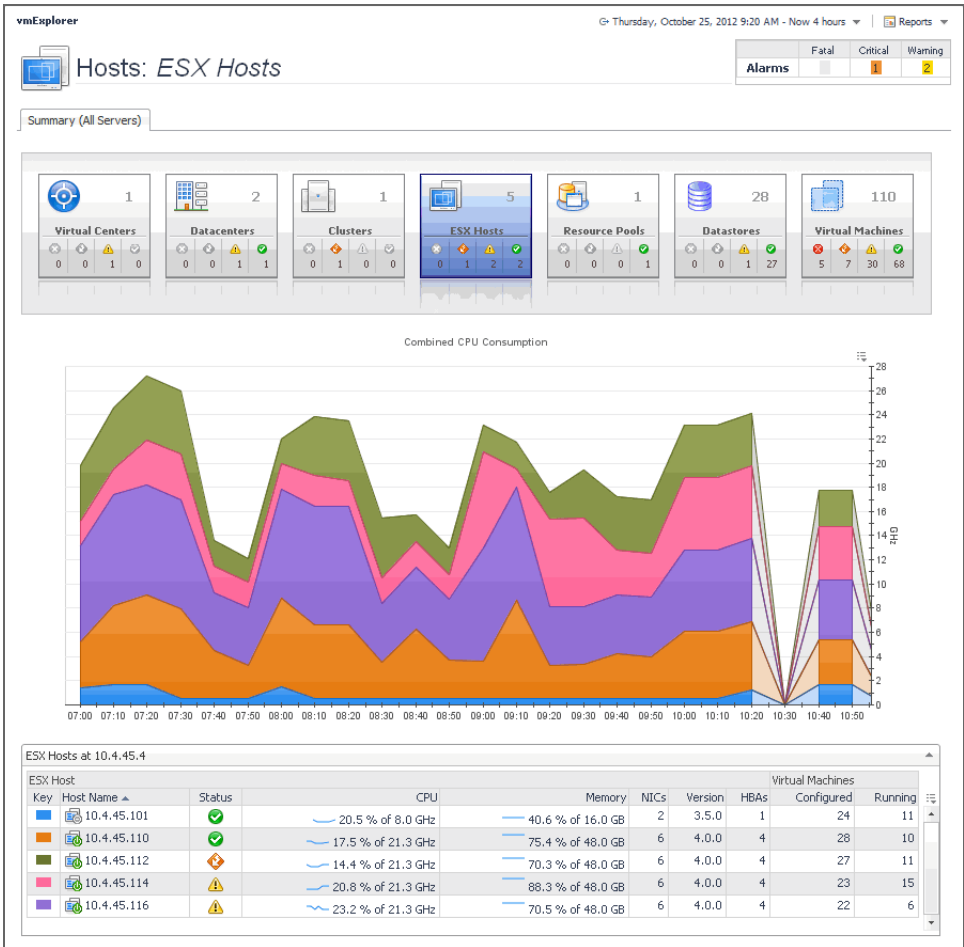 vmExplorer
Thursday, October 25, 2012 9:20 AM - Now 4 hours
Reports
Hosts: ESX Hosts
Fatal Critical Warning
Alarms 1 2
Summary (All Servers)
1 2 1 5 1 28 110
Virtual Centers Datacenters Clusters ESX Hosts Resource Pools Datastores Virtual Machines
0 0 1 0 0 0 1 1 0 1 0 0 0 1 2 2 0 0 0 1 0 0 1 27 5 7 30 68
Combined CPU Consumption
28
26
24
22
20
18
16
14
GHz
12
10
8
6
4
2
0
07:00 07:10 07:20 07:30 07:40 07:50 08:00 08:10 08:20 08:30 08:40 08:50 09:00 09:10 09:20 09:30 09:40 09:50 10:00 10:10 10:20 10:30 10:40 10:50
ESX Hosts at 10.4.45.4
ESX Host Virtual Machines
Key Host Name Status CPU Memory NICs Version HBAs Configured Running
10.4.45.101 20.5 % of 8.0 GHz 40.6 % of 16.0 GB 2 3.5.0 1 24 11
10.4.45.110 17.5 % of 21.3 GHz 75.4 % of 48.0 GB 6 4.0.0 4 28 10
10.4.45.112 14.4 % of 21.3 GHz 70.3 % of 48.0 GB 6 4.0.0 4 27 11
10.4.45.114 20.8 % of 21.3 GHz 88.3 % of 48.0 GB 6 4.0.0 4 23 15
10.4.45.116 23.2 % of 21.3 GHz 70.5 % of 48.0 GB 6 4.0.0 4 22 6